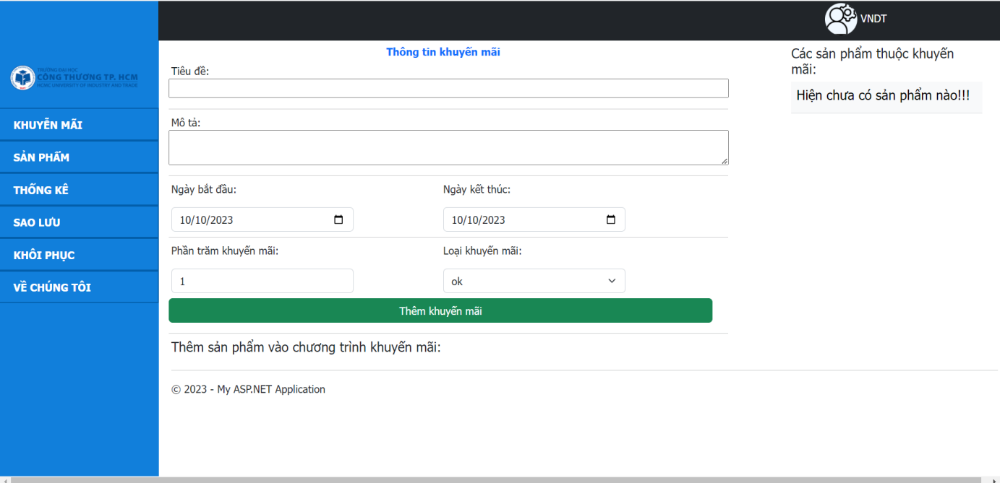 VNDT
TRƯỜNG ĐẠI HỌC
CÔNG THƯƠNG TP. HCM
HCMC UNIVERSITY OF INDUSTRY AND TRADE
KHUYỄN MÃI
SẢN PHẨM
THỐNG KÊ
SAO LƯU
KHÔI PHỤC
VỀ CHÚNG TÔI
Thông tin khuyến mãi
Tiêu đề:
Mô tả:
Ngày bắt đầu:
Ngày kết thúc:
10/10/2023
10/10/2023
Phần trăm khuyến mãi:
Loại khuyến mãi:
1
ok
Thêm khuyến mãi
Thêm sản phẩm vào chương trình khuyến mãi:
© 2023 - My ASP.NET Application
Các sản phẩm thuộc khuyến
mãi:
Hiện chưa có sản phẩm nào!!!